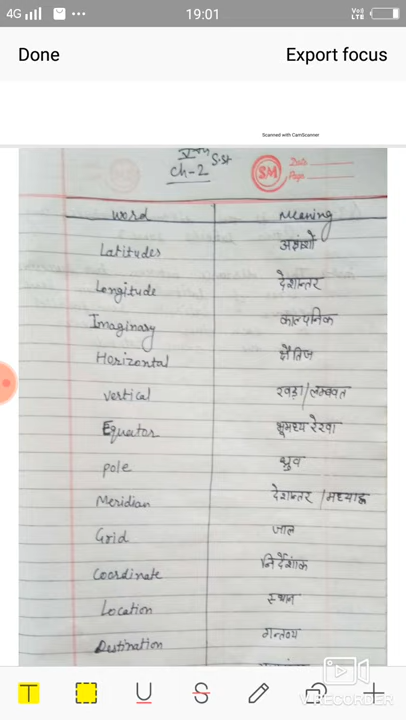 4G 19:01 VoLTE
Done Export focus
Scanned with CamScanner
S.St
Ch-2
SM Date
Page
Word Meaning
Latitudes अक्षांशों
Longitude देशान्तर
Imaginary काल्पनिक
Horizontal क्षैतिज
vertical खड़ा/लम्बवत
Equator भूमध्य रेखा
pole ध्रुव
Meridian देशान्तर/मध्याह्न
Grid जाल
Coordinate निर्देशांक
Location स्थान
Destination गन्तव्य
T U S
V RECORDER